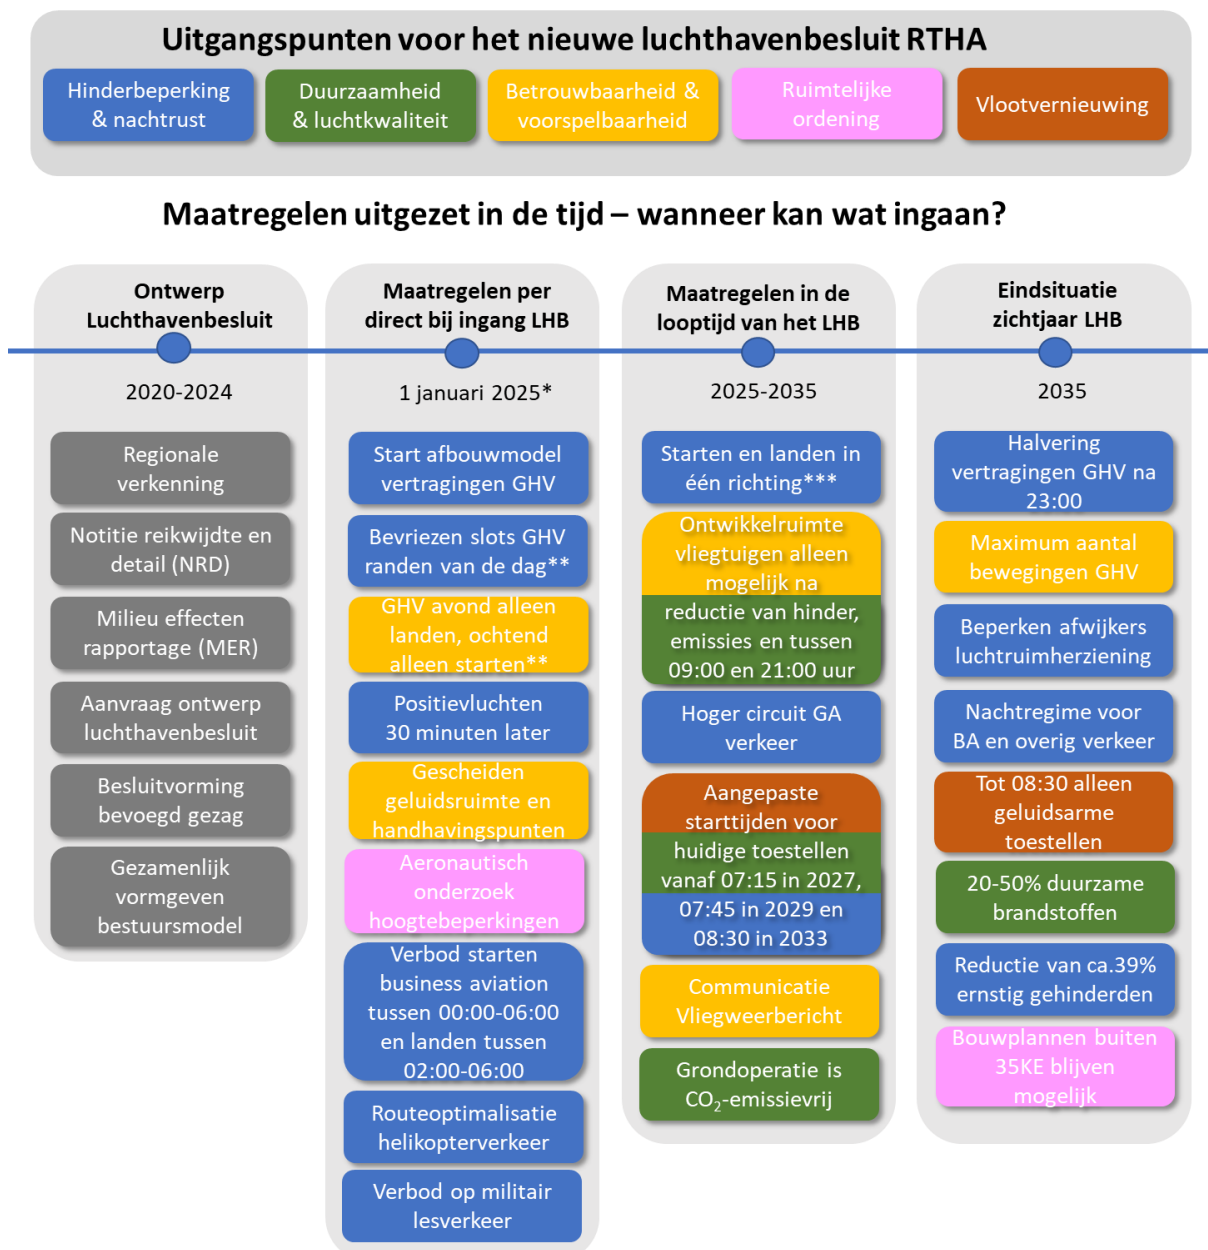 Uitgangspunten voor het nieuwe luchthavenbesluit RTHA
Hinderbeperking
& nachtrust
Duurzaamheid
& luchtkwaliteit
Betrouwbaarheid &
voorspelbaarheid
Ruimtelijke
ordening
Vlootvernieuwing
Maatregelen uitgezet in de tijd – wanneer kan wat ingaan?
Ontwerp
Luchthavenbesluit
2020-2024
Regionale
verkenning
Notitie reikwijdte en
detail (NRD)
Milieu effecten
rapportage (MER)
Aanvraag ontwerp
luchthavenbesluit
Besluitvorming
bevoegd gezag
Gezamenlijk
vormgeven
bestuursmodel
Maatregelen per
direct bij ingang LHB
1 januari 2025*
Start afbouwmodel
vertragingen GHV
Bevriezen slots GHV
randen van de dag**
GHV avond alleen
landen, ochtend
alleen starten**
Positievluchten
30 minuten later
Gescheiden
geluidsruimte en
handhavingspunten
Aeronautisch
onderzoek
hoogtebeperkingen
Verbod starten
business aviation
tussen 00:00-06:00
en landen tussen
02:00-06:00
Routeoptimalisatie
helikopterverkeer
Verbod op militair
lesverkeer
Maatregelen in de
looptijd van het LHB
2025-2035
Starten en landen in
één richting***
Ontwikkelruimte
vliegtuigen alleen
mogelijk na
reductie van hinder,
emissies en tussen
09:00 en 21:00 uur
Hoger circuit GA
verkeer
Aangepaste
starttijden voor
huidige toestellen
vanaf 07:15 in 2027,
07:45 in 2029 en
08:30 in 2033
Communicatie
Vliegweerbericht
Grondoperatie is
CO₂-emissievrij
Eindsituatie
zichtjaar LHB
2035
Halvering
vertragingen GHV na
23:00
Maximum aantal
bewegingen GHV
Beperken afwijkers
luchtruimherziening
Nachtregime voor
BA en overig verkeer
Tot 08:30 alleen
geluidsarme
toestellen
20-50% duurzame
brandstoffen
Reductie van ca.39%
ernstig gehinderden
Bouwplannen buiten
35KE blijven
mogelijk